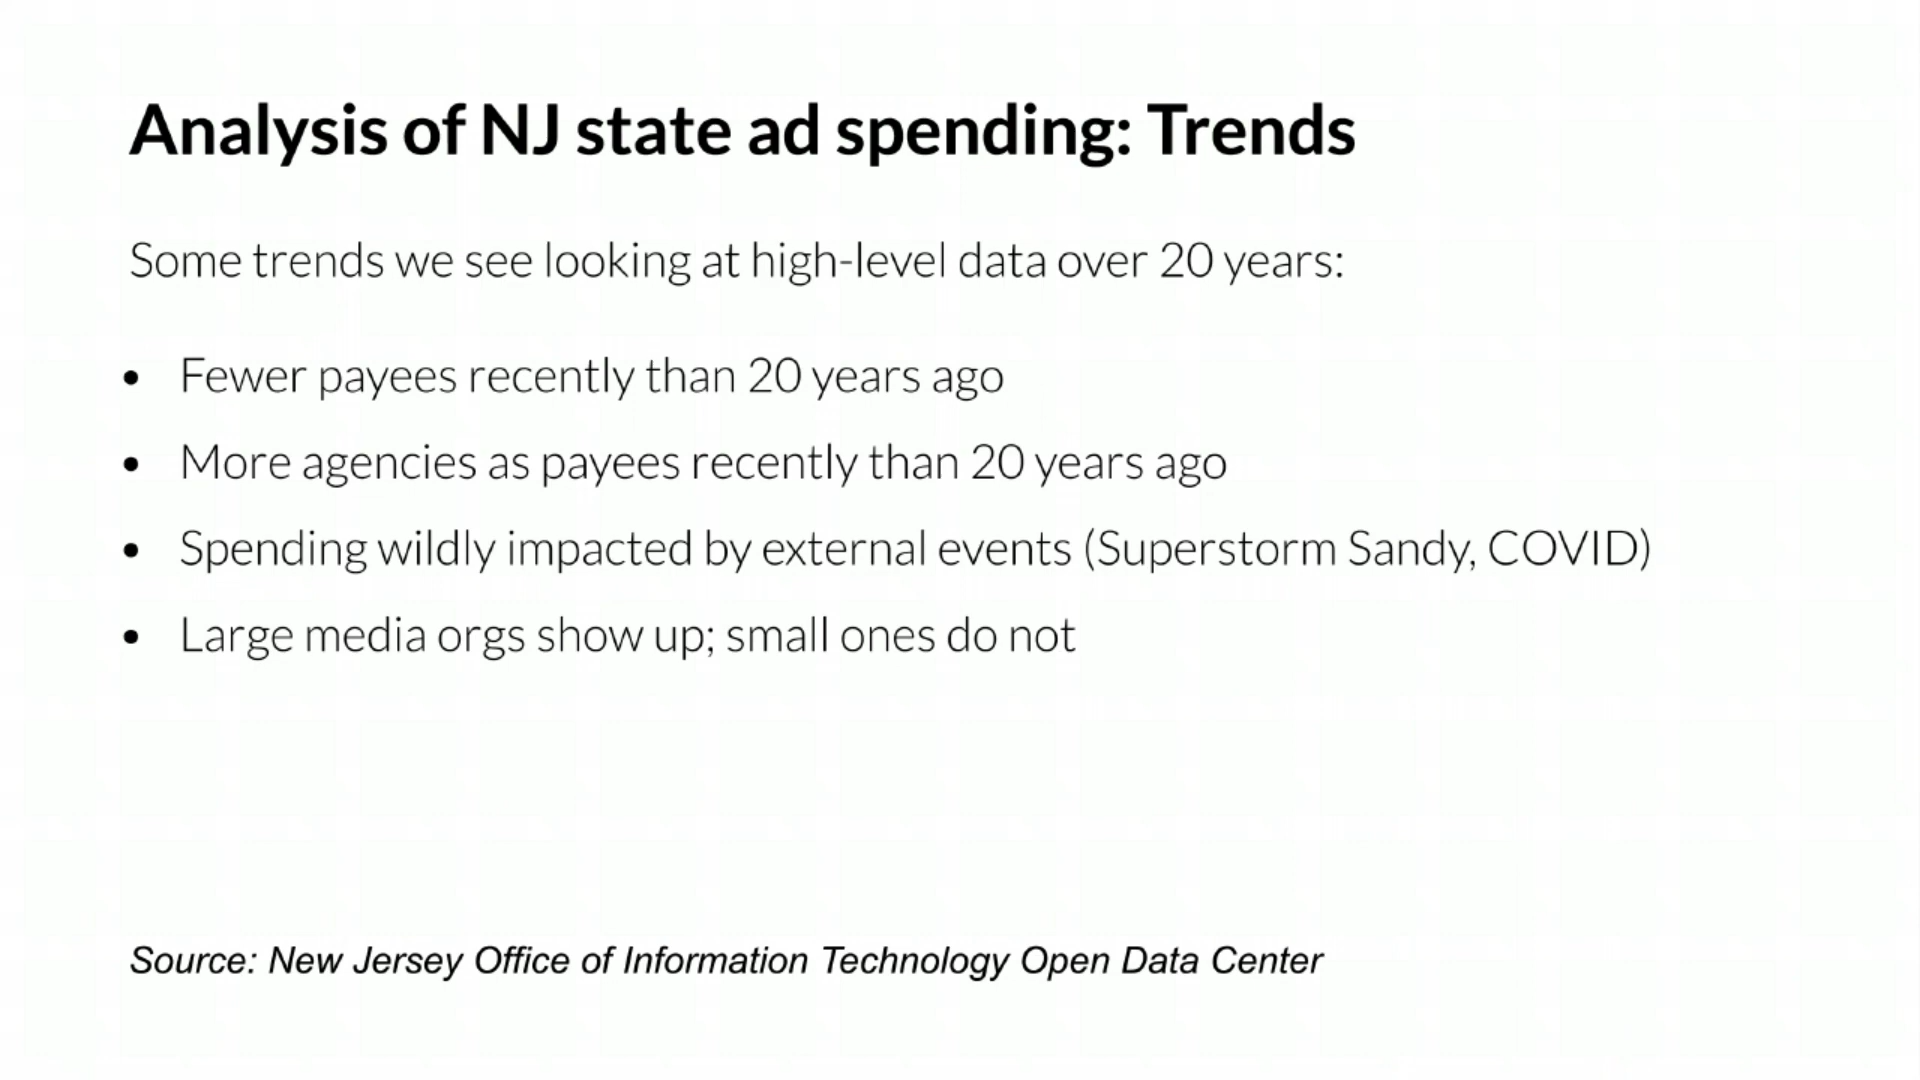 Analysis of NJ state ad spending: Trends
Some trends we see looking at high-level data over 20 years:
• Fewer payees recently than 20 years ago
• More agencies as payees recently than 20 years ago
• Spending wildly impacted by external events (Superstorm Sandy, COVID)
• Large media orgs show up; small ones do not
Source: New Jersey Office of Information Technology Open Data Center